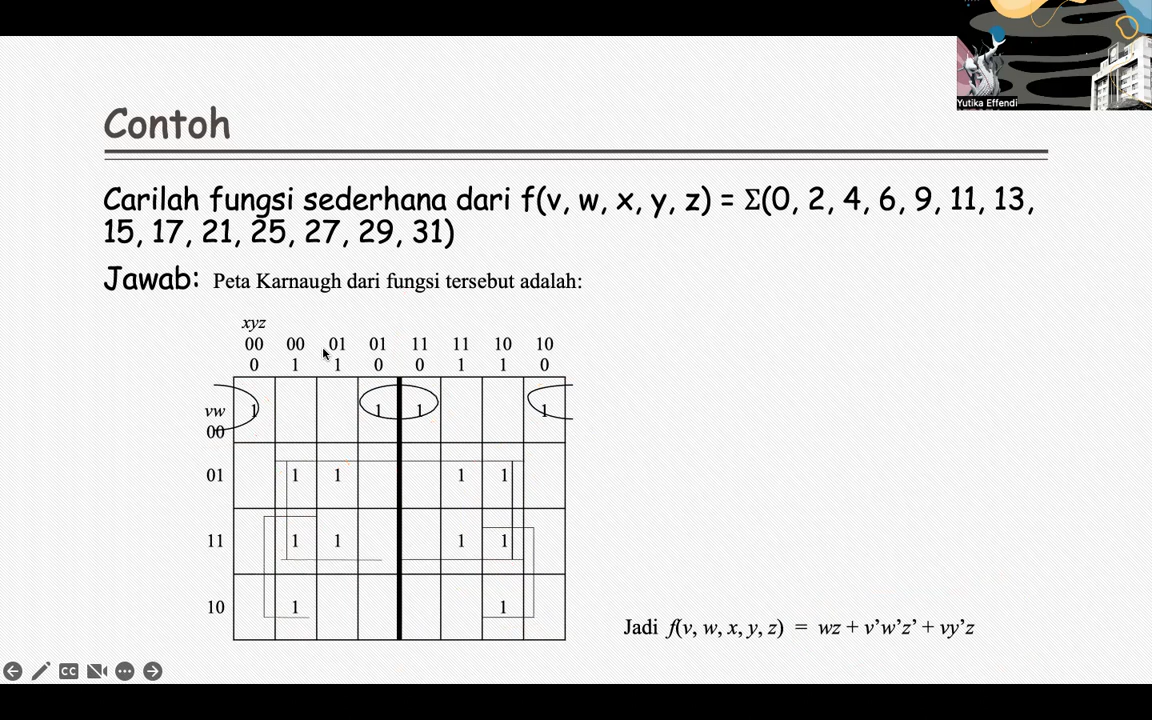 Yutika Effendi
Contoh
Carilah fungsi sederhana dari f(v, w, x, y, z) = Σ(0, 2, 4, 6, 9, 11, 13,
15, 17, 21, 25, 27, 29, 31)
Jawab: Peta Karnaugh dari fungsi tersebut adalah:
xyz
00 00 01 01 11 11 10 10
0 1 1 0 0 1 1 0
1 1 1 1
vw
00
01 1 1 1 1
11 1 1 1 1
10 1 1
Jadi f(v, w, x, y, z) = wz + v’w’z’ + vy’z
CC